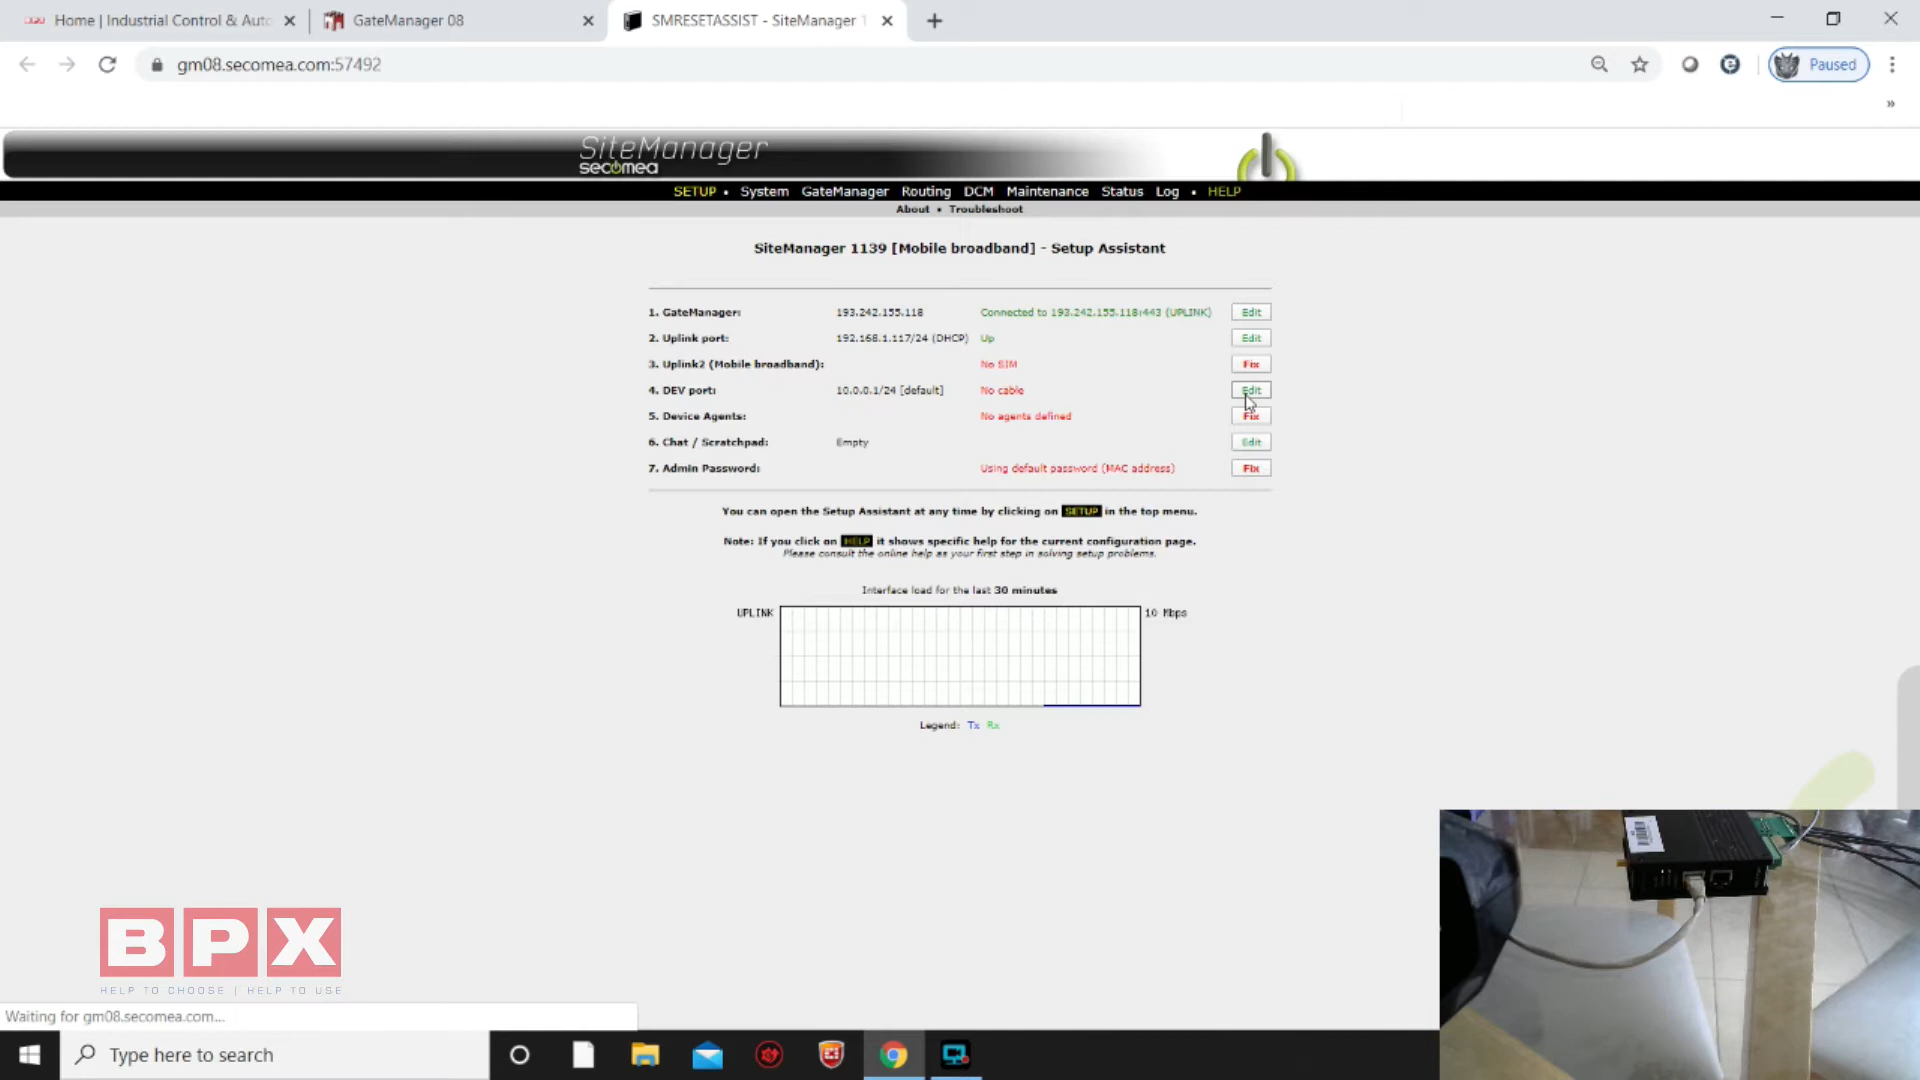 Home | Industrial Control & Auto
GateManager 08
SMRESETASSIST - SiteManager 1
gm08.secomea.com:57492
Paused
»
SiteManager
secomea
SETUP • System GateManager Routing DCM Maintenance Status Log • HELP
About • Troubleshoot
SiteManager 1139 [Mobile broadband] - Setup Assistant
1. GateManager: 193.242.155.118 Connected to 193.242.155.118:443 (UPLINK) Edit
2. Uplink port: 192.168.1.117/24 (DHCP) Up Edit
3. Uplink2 (Mobile broadband): No SIM Fix
4. DEV port: 10.0.0.1/24 [default] No cable Edit
5. Device Agents: No agents defined Fix
6. Chat / Scratchpad: Empty Edit
7. Admin Password: Using default password (MAC address) Fix
You can open the Setup Assistant at any time by clicking on SETUP in the top menu.
Note: If you click on HELP it shows specific help for the current configuration page.
Please consult the online help as your first step in solving setup problems.
Interface load for the last 30 minutes
UPLINK 10 Mbps
Legend: Tx Rx
BPX
HELP TO CHOOSE | HELP TO USE
Waiting for gm08.secomea.com...
Type here to search